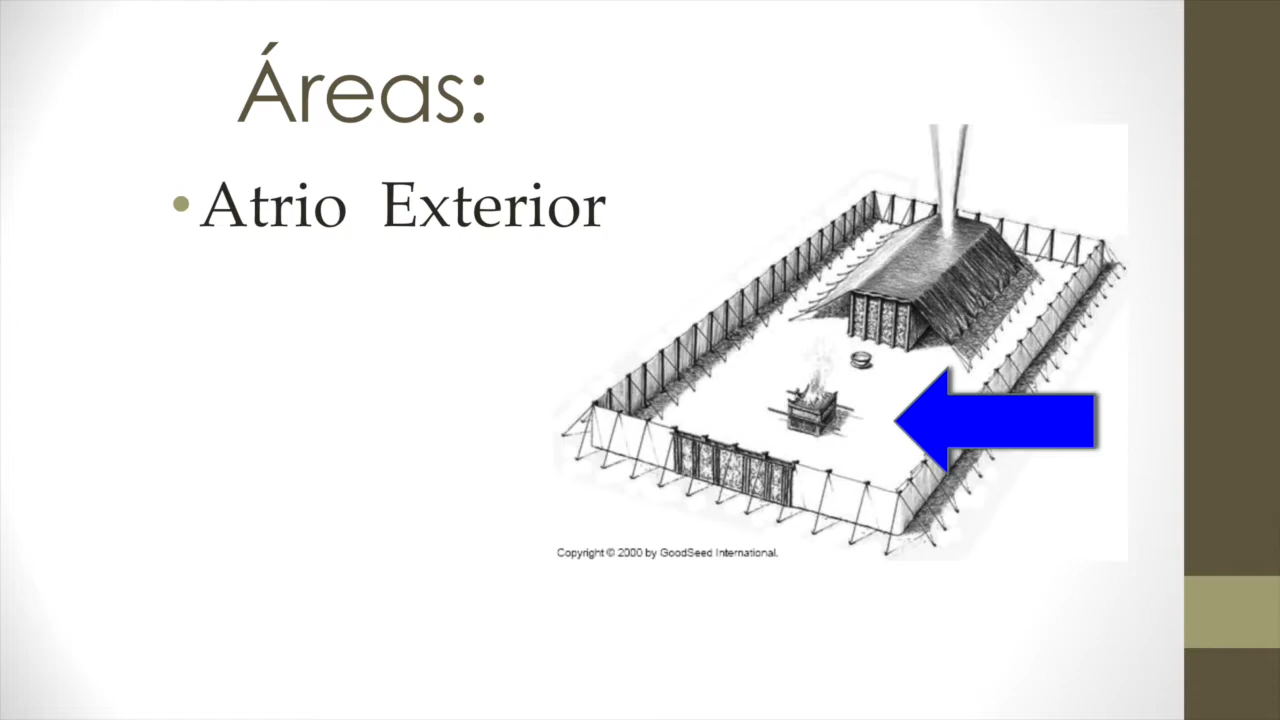 Áreas:
• Atrio Exterior
Copyright © 2000 by GoodSeed International.